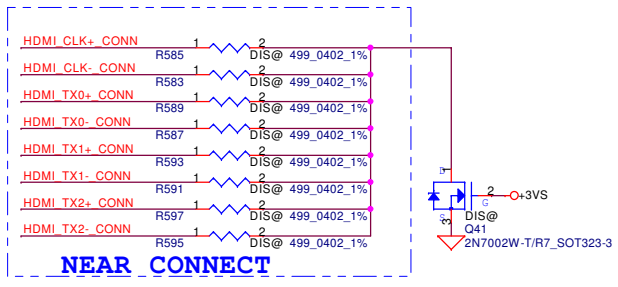 HDMI_CLK+_CONN 1 2
R585 DIS@ 499_0402_1%
HDMI_CLK-_CONN 1 2
R583 DIS@ 499_0402_1%
HDMI_TX0+_CONN 1 2
R589 DIS@ 499_0402_1%
HDMI_TX0-_CONN 1 2
R587 DIS@ 499_0402_1%
HDMI_TX1+_CONN 1 2
R593 DIS@ 499_0402_1%
HDMI_TX1-_CONN 1 2
R591 DIS@ 499_0402_1%
HDMI_TX2+_CONN 1 2
R597 DIS@ 499_0402_1%
HDMI_TX2-_CONN 1 2
R595 DIS@ 499_0402_1%
NEAR CONNECT
D
2 +3VS
G
S 3
DIS@
Q41
2N7002W-T/R7_SOT323-3